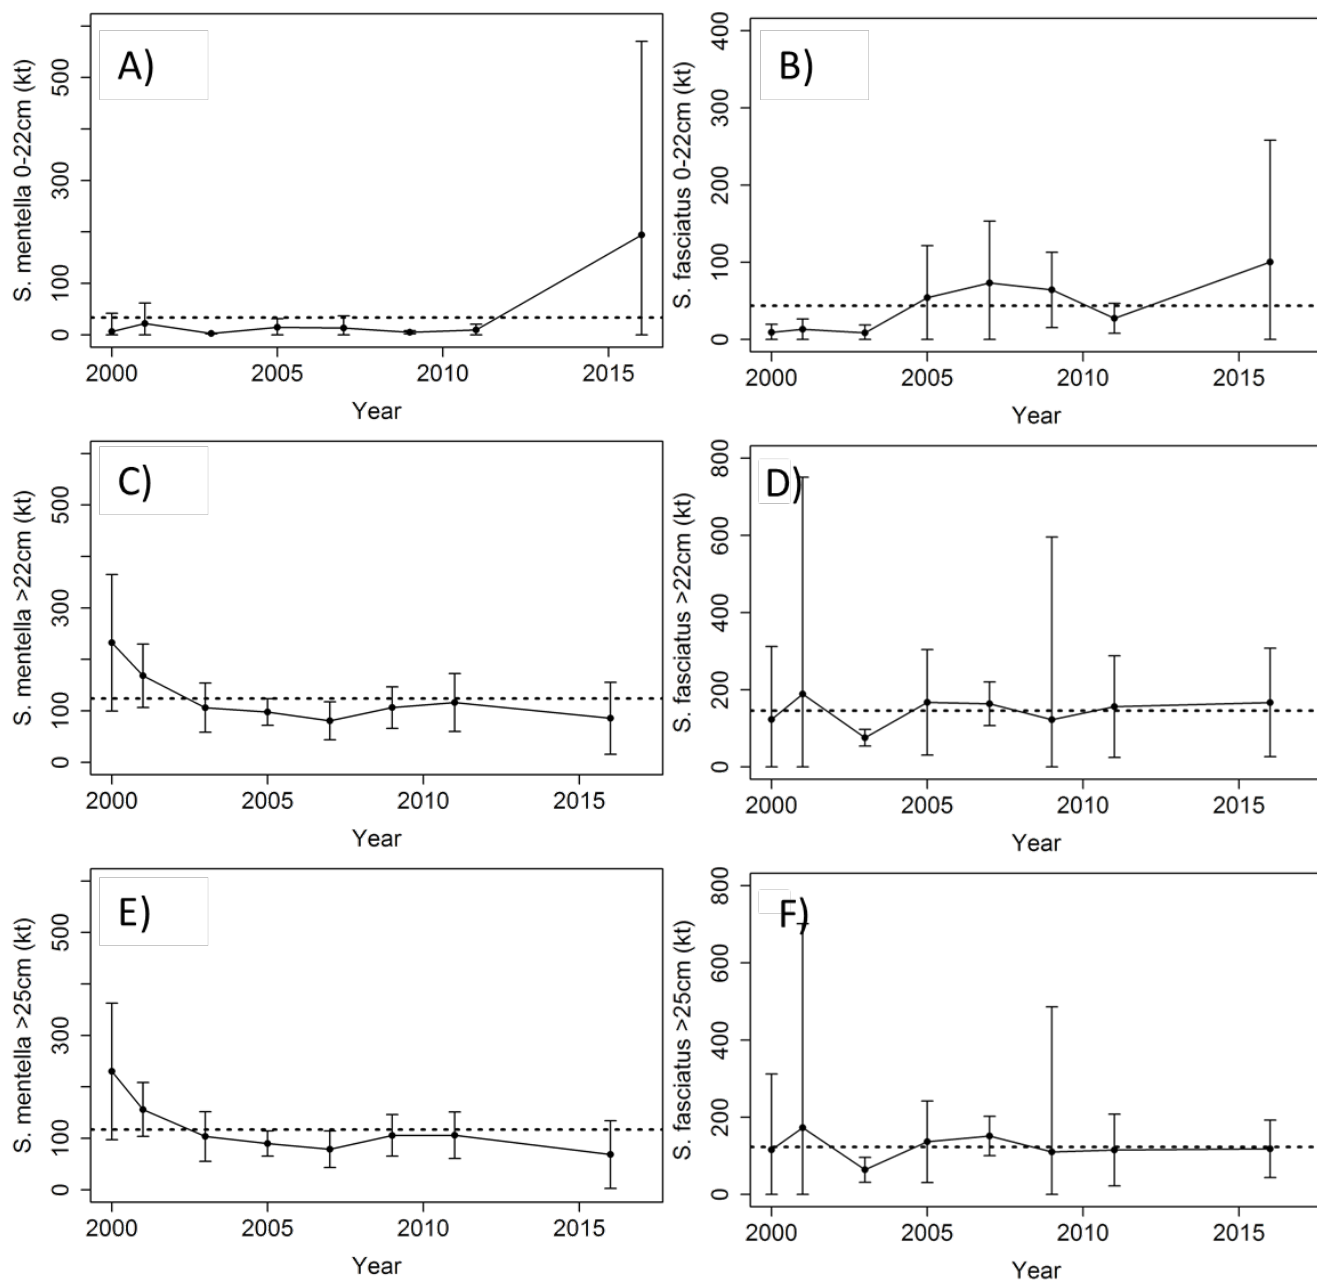 A)
S. mentella 0-22cm (kt)
500
300
100
0
2000 2005 2010 2015
Year
B)
S. fasciatus 0-22cm (kt)
400
300
200
100
0
2000 2005 2010 2015
Year
C)
S. mentella >22cm (kt)
500
300
100
0
2000 2005 2010 2015
Year
D)
S. fasciatus >22cm (kt)
800
600
400
200
0
2000 2005 2010 2015
Year
E)
S. mentella >25cm (kt)
500
300
100
0
2000 2005 2010 2015
Year
F)
S. fasciatus >25cm (kt)
800
600
400
200
0
2000 2005 2010 2015
Year